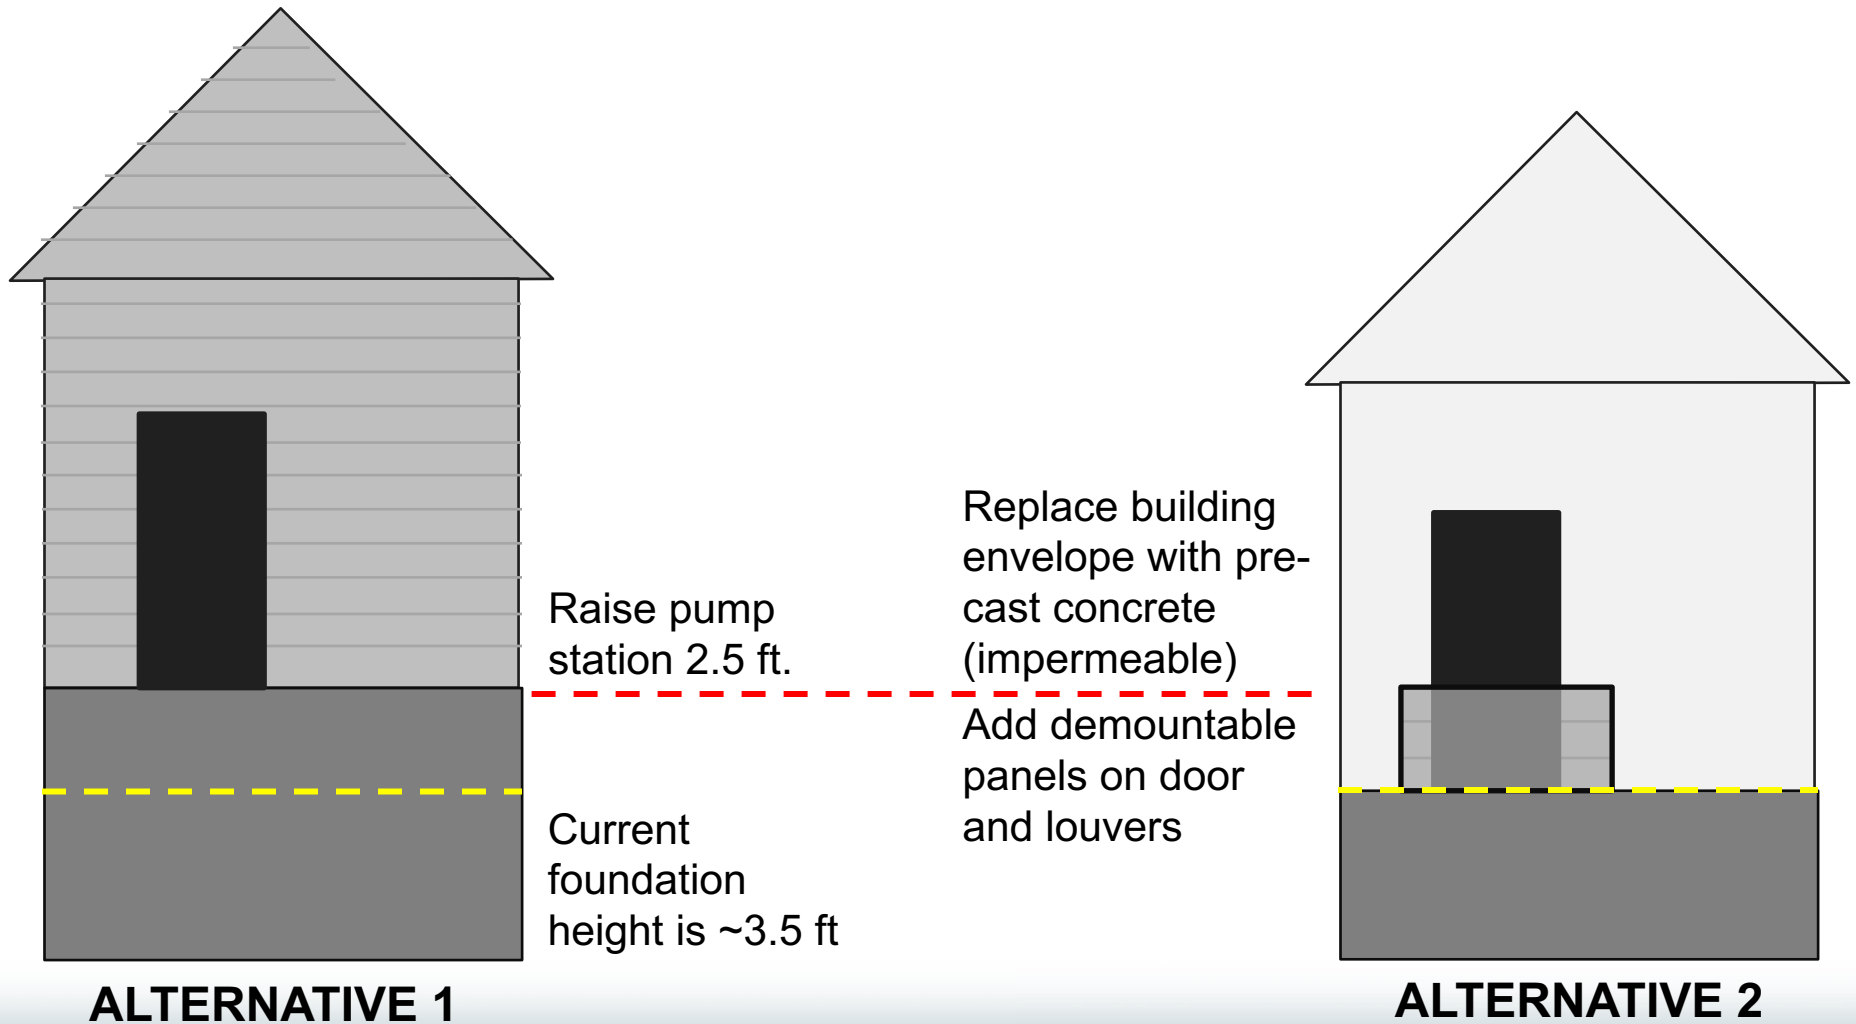 Raise pump
station 2.5 ft.
Current
foundation
height is ~3.5 ft
ALTERNATIVE 1
Replace building
envelope with pre-
cast concrete
(impermeable)
Add demountable
panels on door
and louvers
ALTERNATIVE 2